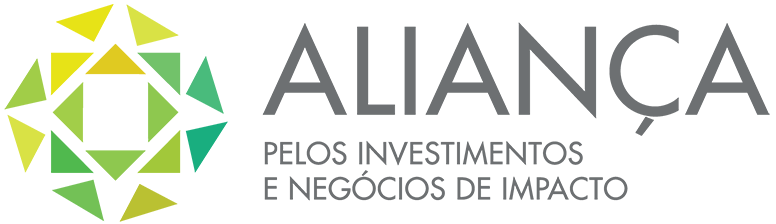 ALIANÇA
PELOS INVESTIMENTOS
E NEGÓCIOS DE IMPACTO